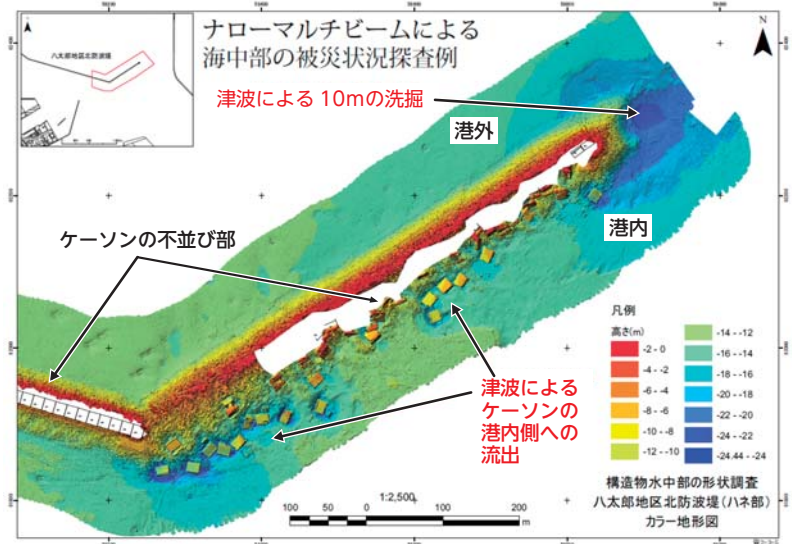 ナローマルチビームによる
海中部の被災状況探査例
八太郎地区北防波堤
N
津波による10mの洗掘
港外
港内
ケーソンの不並び部
津波による
ケーソンの
港内側への
流出
凡例
高さ(m)
-2 - 0
-4 - -2
-6 - -4
-8 - -6
-10 - -8
-12 - -10
-14 - -12
-16 - -14
-18 - -16
-20 - -18
-22 - -20
-24 - -22
-24.44 - -24
構造物水中部の形状調査
八太郎地区北防波堤(ハネ部)
カラー地形図
1:2,500
100 50 0 100 200
m